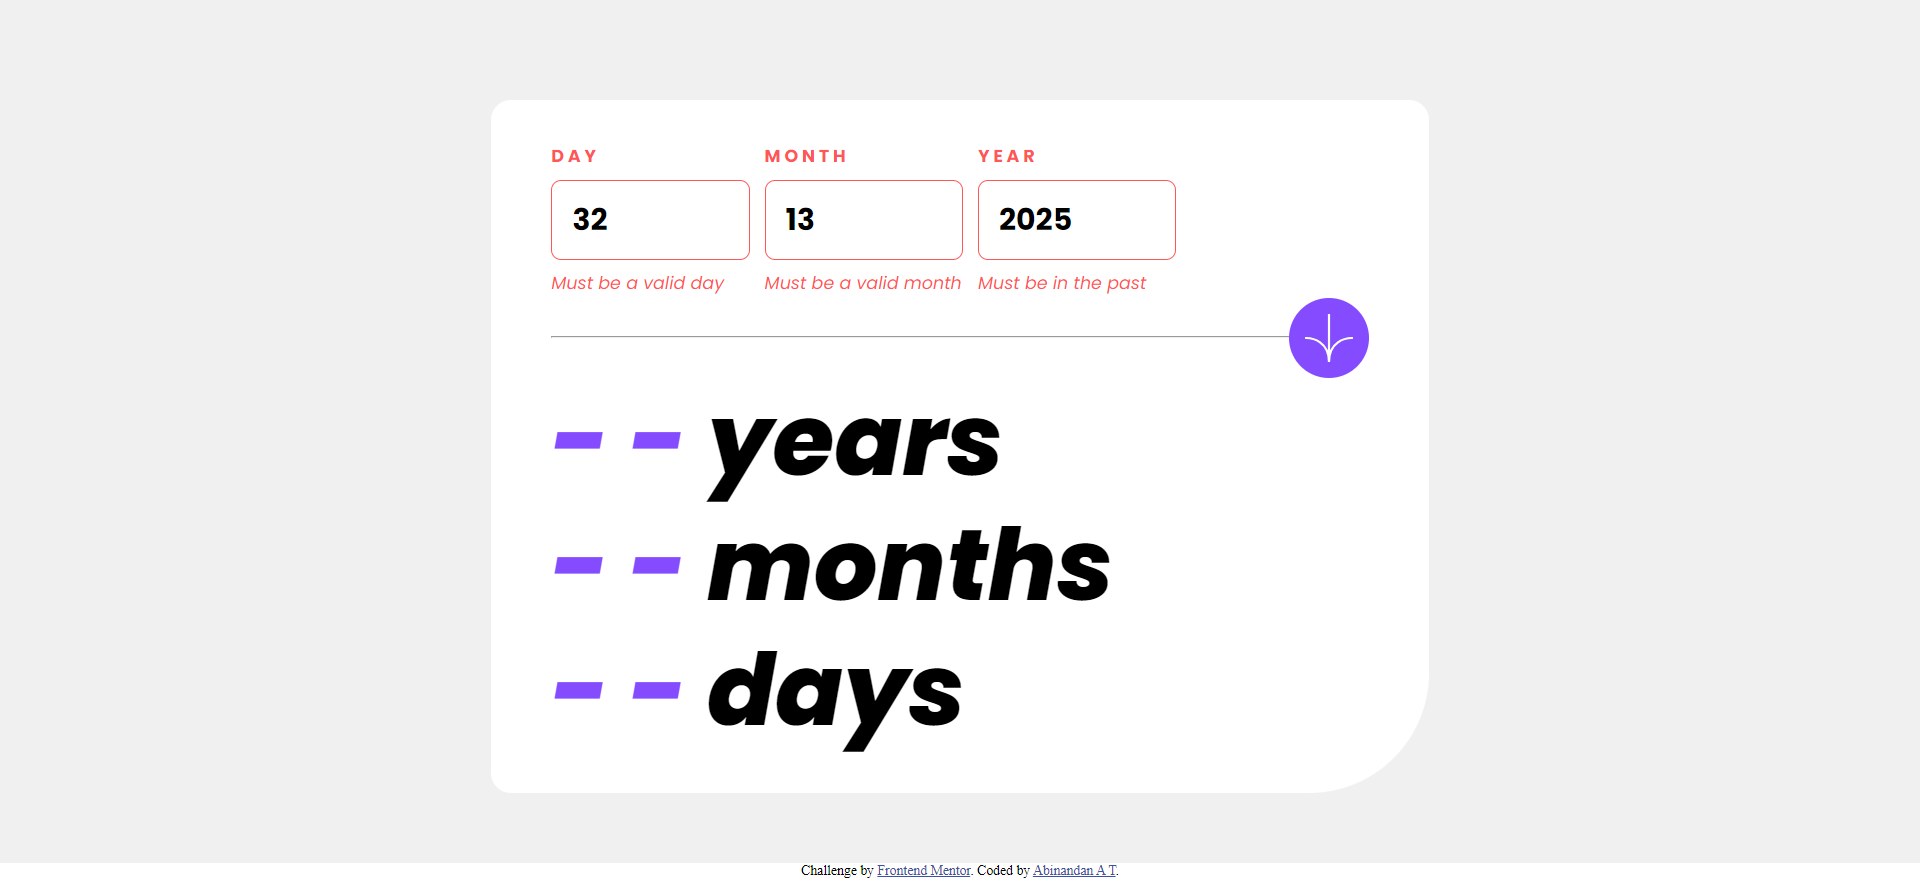 DAY MONTH YEAR
32 13 2025
Must be a valid day Must be a valid month Must be in the past
- - years
- - months
- - days
Challenge by Frontend Mentor. Coded by Abinandan A T.